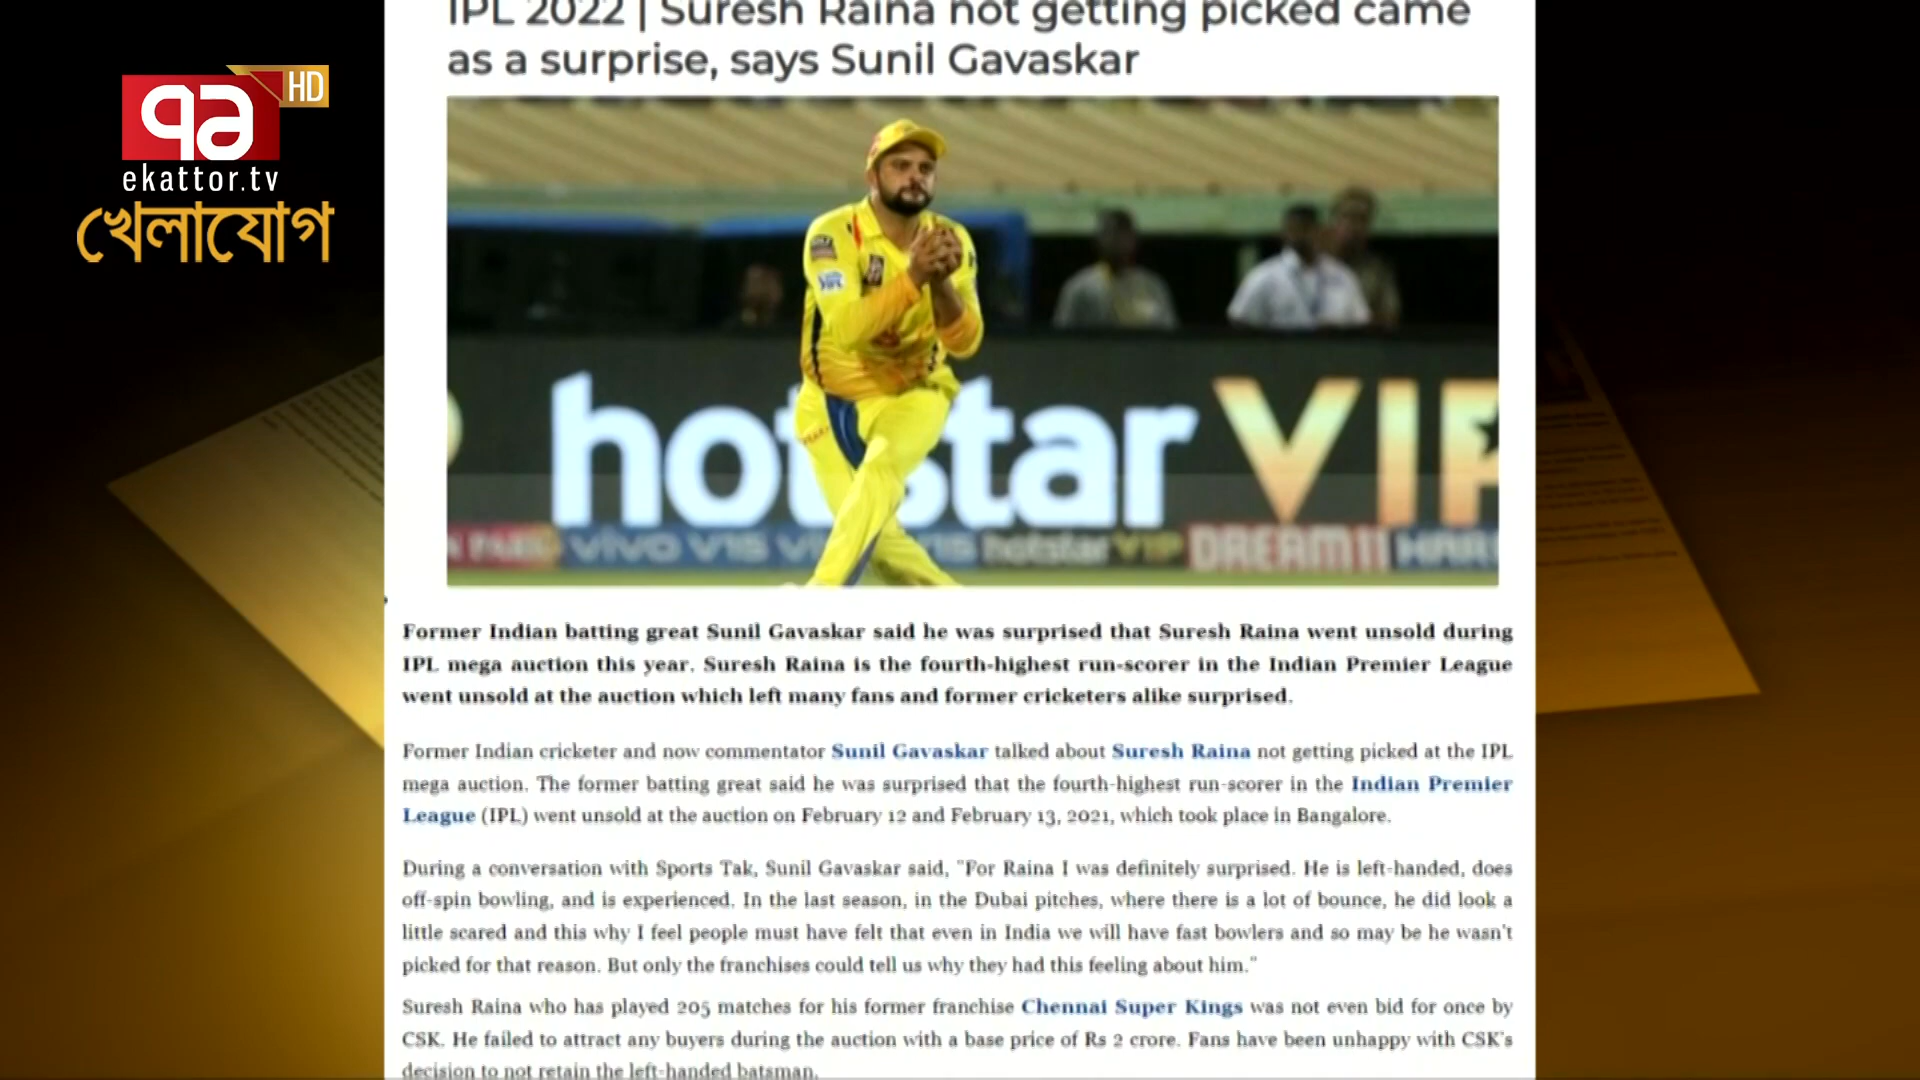 IPL 2022 | Suresh Raina not getting picked came
as a surprise, says Sunil Gavaskar
HD
ekattor.tv
খেলাযোগ
hotstar VIP
VIVO V15
hotstar VIP DREAM11
Former Indian batting great Sunil Gavaskar said he was surprised that Suresh Raina went unsold during
IPL mega auction this year. Suresh Raina is the fourth-highest run-scorer in the Indian Premier League
went unsold at the auction which left many fans and former cricketers alike surprised.
Former Indian cricketer and now commentator Sunil Gavaskar talked about Suresh Raina not getting picked at the IPL
mega auction. The former batting great said he was surprised that the fourth-highest run-scorer in the Indian Premier
League (IPL) went unsold at the auction on February 12 and February 13, 2021, which took place in Bangalore.
During a conversation with Sports Tak, Sunil Gavaskar said, "For Raina I was definitely surprised. He is left-handed, does
off-spin bowling, and is experienced. In the last season, in the Dubai pitches, where there is a lot of bounce, he did look a
little scared and this why I feel people must have felt that even in India we will have fast bowlers and so may be he wasn't
picked for that reason. But only the franchises could tell us why they had this feeling about him."
Suresh Raina who has played 205 matches for his former franchise Chennai Super Kings was not even bid for once by
CSK. He failed to attract any buyers during the auction with a base price of Rs 2 crore. Fans have been unhappy with CSK's
decision to not retain the left-handed batsman.